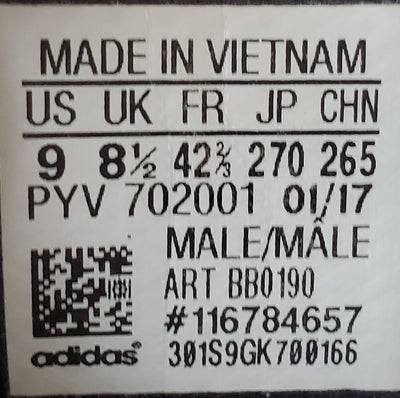 MADE IN VIETNAM
US UK FR JP CHN
9 8½ 42⅔ 270 265
PYV 702001 01/17
MALE/MÂLE
ART BB0190
#116784657
adidas® 301S9GK700166